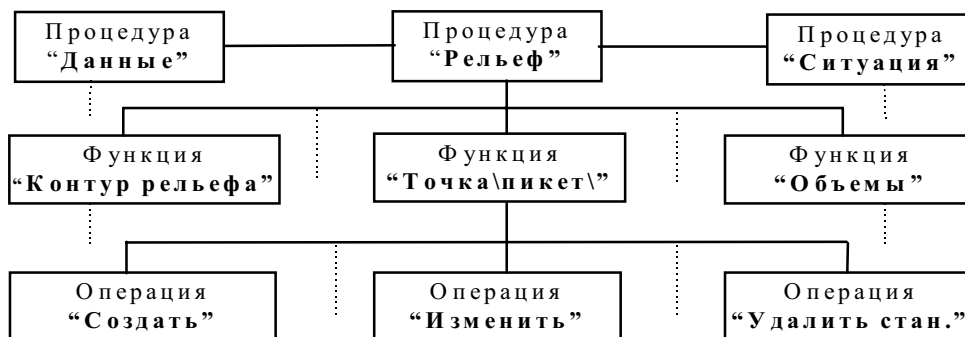 Процедура
“Данные”
Процедура
“Рельеф”
Процедура
“Ситуация”
Функция
“Контур рельефа”
Функция
“Точка\пикет\”
Функция
“Объемы”
Операция
“Создать”
Операция
“Изменить”
Операция
“Удалить стан.”